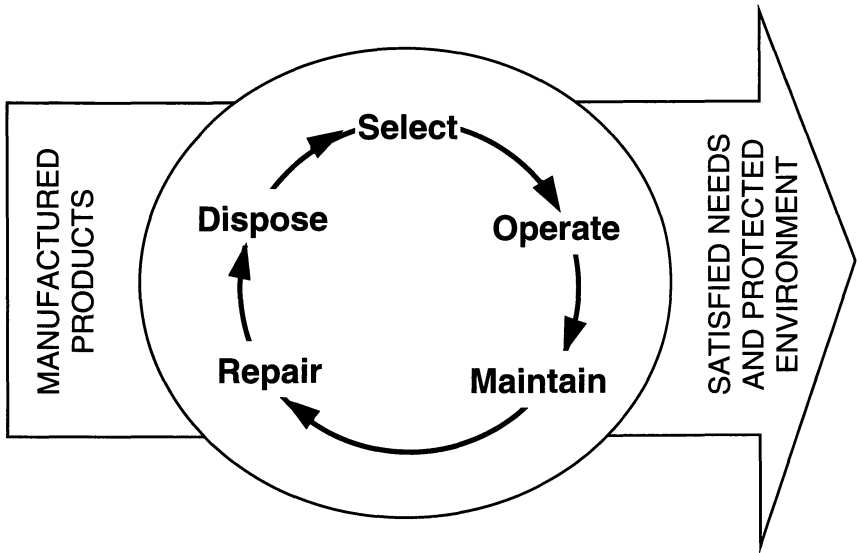 MANUFACTURED
PRODUCTS
Select
Operate
Maintain
Repair
Dispose
SATISFIED NEEDS
AND PROTECTED
ENVIRONMENT